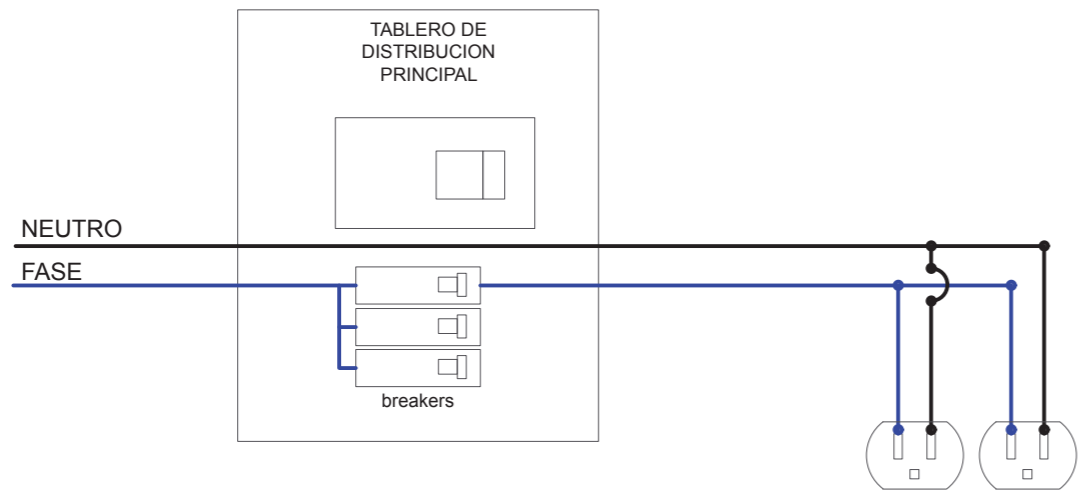 TABLERO DE
DISTRIBUCION
PRINCIPAL
NEUTRO
FASE
breakers